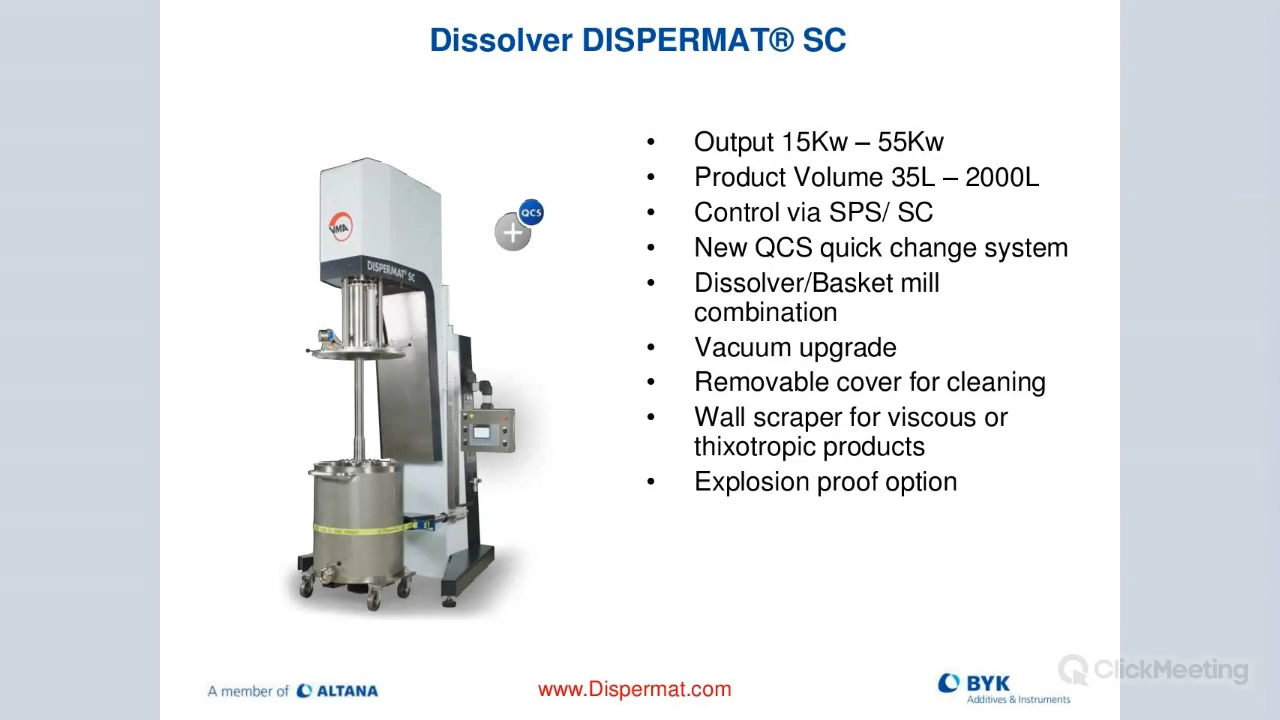 Dissolver DISPERMAT® SC
• Output 15Kw – 55Kw
• Product Volume 35L – 2000L
• Control via SPS/ SC
• New QCS quick change system
• Dissolver/Basket mill
combination
• Vacuum upgrade
• Removable cover for cleaning
• Wall scraper for viscous or
thixotropic products
• Explosion proof option
QCS
VMA
DISPERMAT® SC
A member of ALTANA
www.Dispermat.com
BYK
Additives & Instruments
ClickMeeting